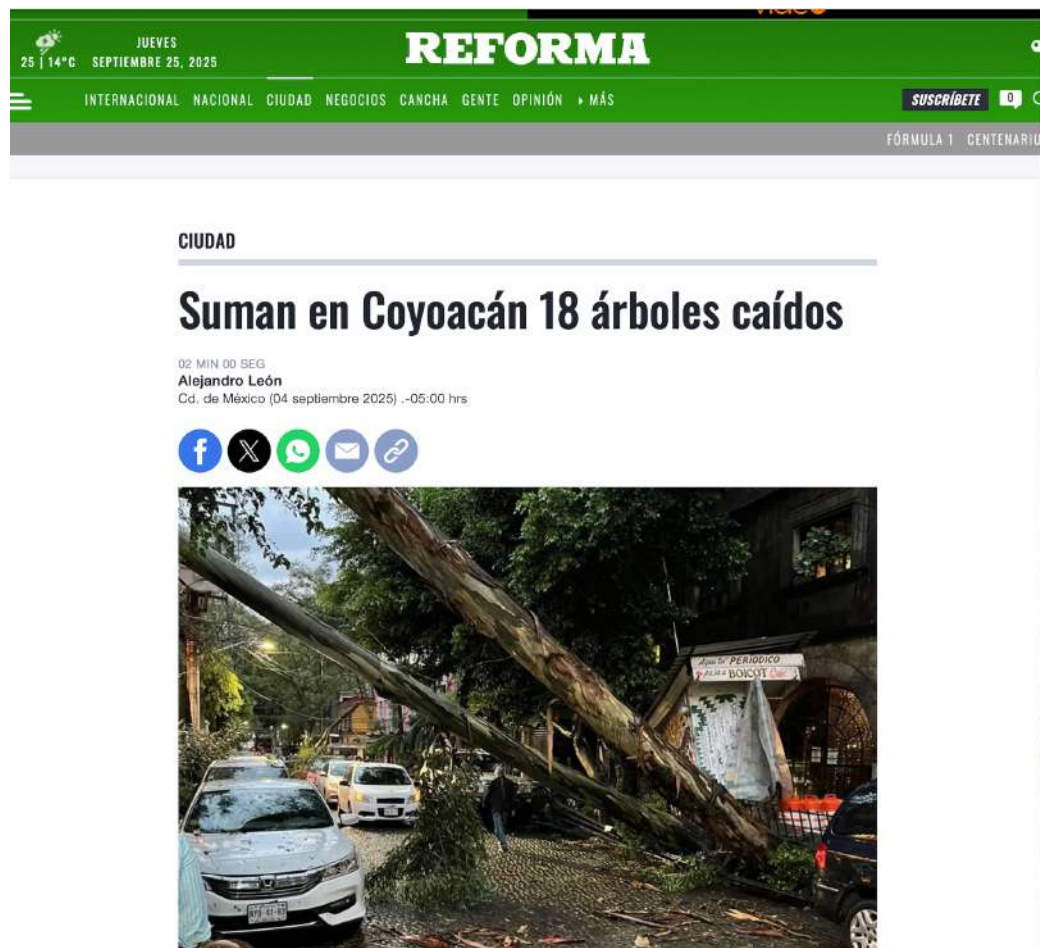 JUEVES
25 | 14°C SEPTIEMBRE 25, 2025
REFORMA
INTERNACIONAL NACIONAL CIUDAD NEGOCIOS CANCHA GENTE OPINIÓN ▸ MÁS
SUSCRÍBETE 0
FÓRMULA 1 CENTENARIU
CIUDAD
Suman en Coyoacán 18 árboles caídos
02 MIN 00 SEG
Alejandro León
Cd. de México (04 septiembre 2025) .-05:00 hrs
PERIODICO
BOICOT